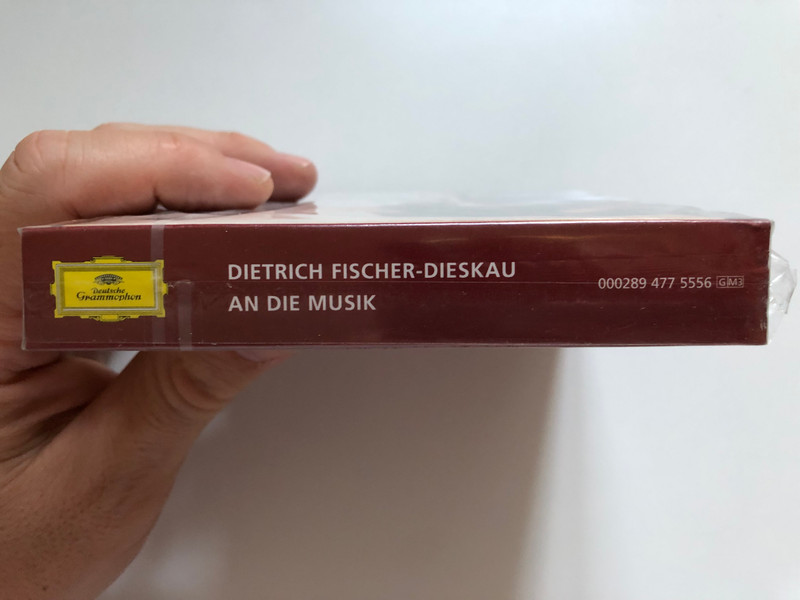 Deutsche
Grammophon
DIETRICH FISCHER-DIESKAU
AN DIE MUSIK
000289 477 5556 GM3